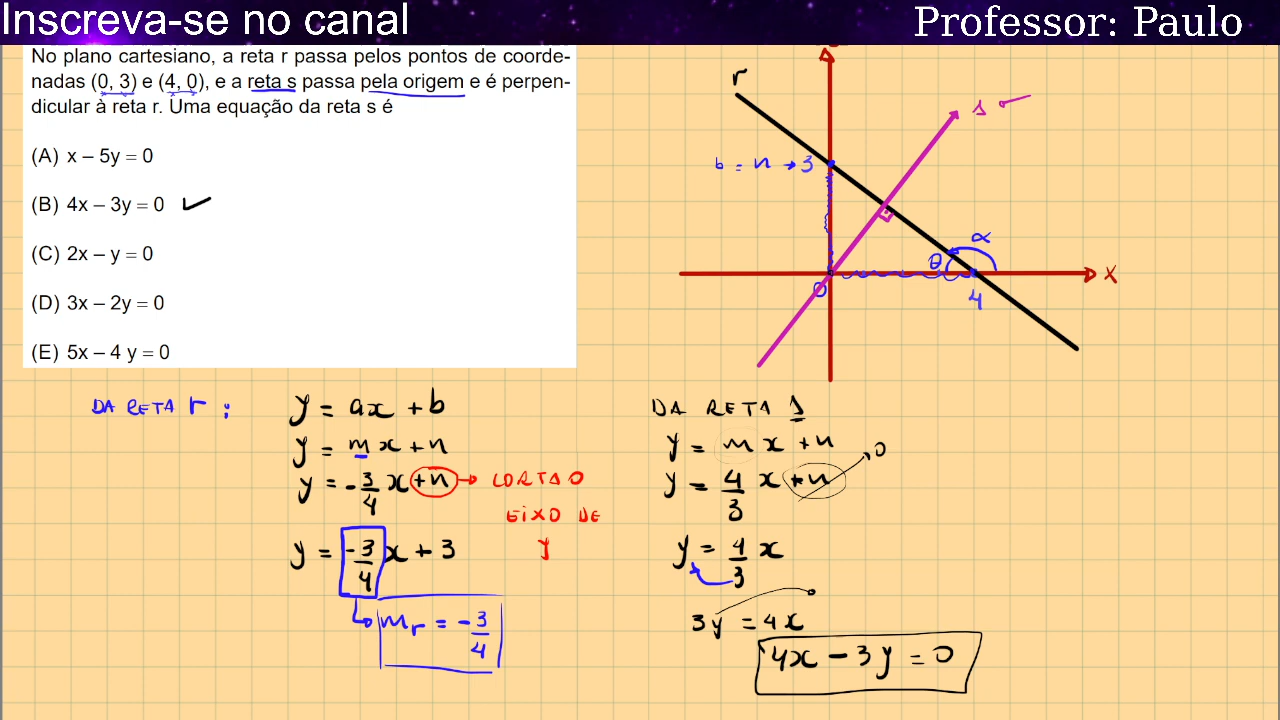 Inscreva-se no canal
Professor: Paulo
No plano cartesiano, a reta r passa pelos pontos de coorde-
nadas (0, 3) e (4, 0), e a reta s passa pela origem e é perpen-
dicular à reta r. Uma equação da reta s é
(A) x – 5y = 0
(B) 4x – 3y = 0
(C) 2x – y = 0
(D) 3x – 2y = 0
(E) 5x – 4 y = 0
r
s
b = n → 3
α
θ
x
0
4
DA RETA r :
y = ax + b
y = mx + n
y = -3/4 x + n → CORTA O
EIXO DE
y
y = -3/4 x + 3
mr = -3/4
DA RETA s
y = mx + n
0
y = 4/3 x + n
y = 4/3 x
3y = 4x
4x - 3y = 0